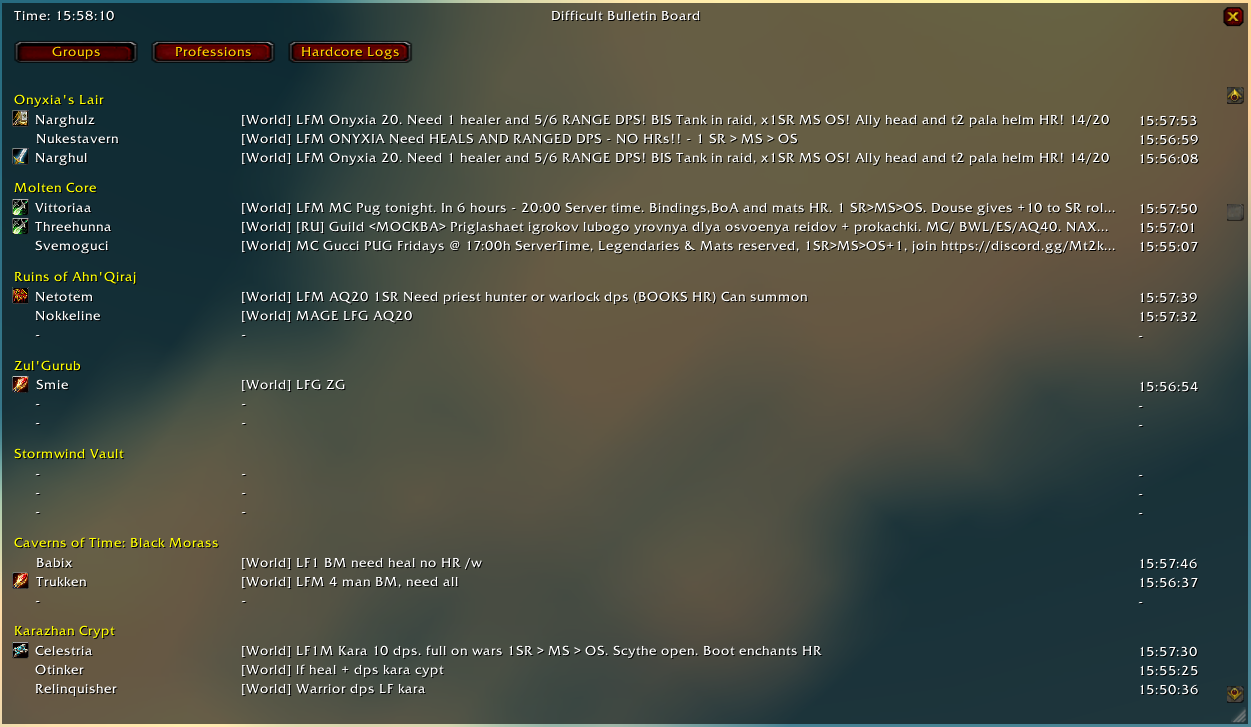 Time: 15:58:10 Difficult Bulletin Board
Groups Professions Hardcore Logs
Onyxia's Lair
Narghulz [World] LFM Onyxia 20. Need 1 healer and 5/6 RANGE DPS! BIS Tank in raid, x1SR MS OS! Ally head and t2 pala helm HR! 14/20 15:57:53
Nukestavern [World] LFM ONYXIA Need HEALS AND RANGED DPS - NO HRs!! - 1 SR > MS > OS 15:56:59
Narghul [World] LFM Onyxia 20. Need 1 healer and 5/6 RANGE DPS! BIS Tank in raid, x1SR MS OS! Ally head and t2 pala helm HR! 14/20 15:56:08
Molten Core
Vittoriaa [World] LFM MC Pug tonight. In 6 hours - 20:00 Server time. Bindings,BoA and mats HR. 1 SR>MS>OS. Douse gives +10 to SR rol... 15:57:50
Threehunna [World] [RU] Guild <MOCKBA> Priglashaet igrokov lubogo yrovnya dlya osvoenya reidov + prokachki. MC/ BWL/ES/AQ40. NAX... 15:57:01
Svemoguci [World] MC Gucci PUG Fridays @ 17:00h ServerTime, Legendaries & Mats reserved, 1SR>MS>OS+1, join https://discord.gg/Mt2k... 15:55:07
Ruins of Ahn'Qiraj
Netotem [World] LFM AQ20 1SR Need priest hunter or warlock dps (BOOKS HR) Can summon 15:57:39
Nokkeline [World] MAGE LFG AQ20 15:57:32
- - -
Zul'Gurub
Smie [World] LFG ZG 15:56:54
- - -
- - -
Stormwind Vault
- - -
- - -
- - -
Caverns of Time: Black Morass
Babix [World] LF1 BM need heal no HR /w 15:57:46
Trukken [World] LFM 4 man BM, need all 15:56:37
- - -
Karazhan Crypt
Celestria [World] LF1M Kara 10 dps. full on wars 1SR > MS > OS. Scythe open. Boot enchants HR 15:57:30
Otinker [World] lf heal + dps kara cypt 15:55:25
Relinquisher [World] Warrior dps LF kara 15:50:36